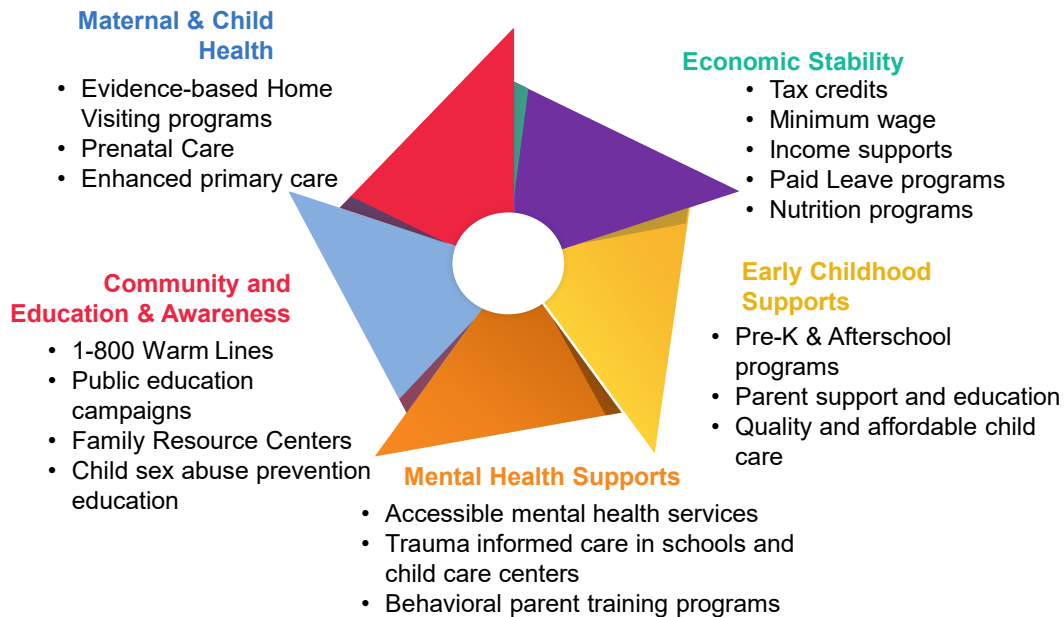 Maternal & Child
Health
• Evidence-based Home
Visiting programs
• Prenatal Care
• Enhanced primary care
Economic Stability
• Tax credits
• Minimum wage
• Income supports
• Paid Leave programs
• Nutrition programs
Community and
Education & Awareness
• 1-800 Warm Lines
• Public education
campaigns
• Family Resource Centers
• Child sex abuse prevention
education
Early Childhood
Supports
• Pre-K & Afterschool
programs
• Parent support and education
• Quality and affordable child
care
Mental Health Supports
• Accessible mental health services
• Trauma informed care in schools and
child care centers
• Behavioral parent training programs